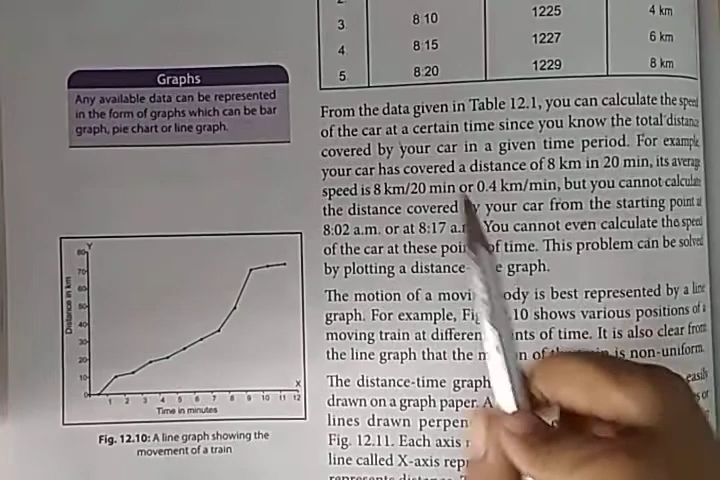 3 8:10 1225 4 km
4 8:15 1227 6 km
5. 8:20 1229 8 km
Graphs
Any available data can be represented
in the form of graphs which can be bar
graph, pie chart or line graph.
From the data given in Table 12.1, you can calculate the speed
of the car at a certain time since you know the total distance
covered by your car in a given time period. For example,
your car has covered a distance of 8 km in 20 min, its average
speed is 8 km/20 min or 0.4 km/min, but you cannot calculate
the distance covered by your car from the starting point at
8:02 a.m. or at 8:17 a.m. You cannot even calculate the speed
of the car at these of time. This problem can be solved
by plotting a distance- graph.
The motion of a body is best represented by a line
graph. For example, 10 shows various positions of a
moving train at of time. It is also clear from
the line graph that the is non-uniform.
The distance-time graph easily
drawn on a graph paper. A
lines drawn
Fig. 12.11. Each axis
line called X-axis
Y
80
70
60
50
40
30
20
10
0
Distance in km
1 2 3 4 5 6 7 8 9 10 11 12
X
Time in minutes
Fig. 12.10: A line graph showing the
movement of a train